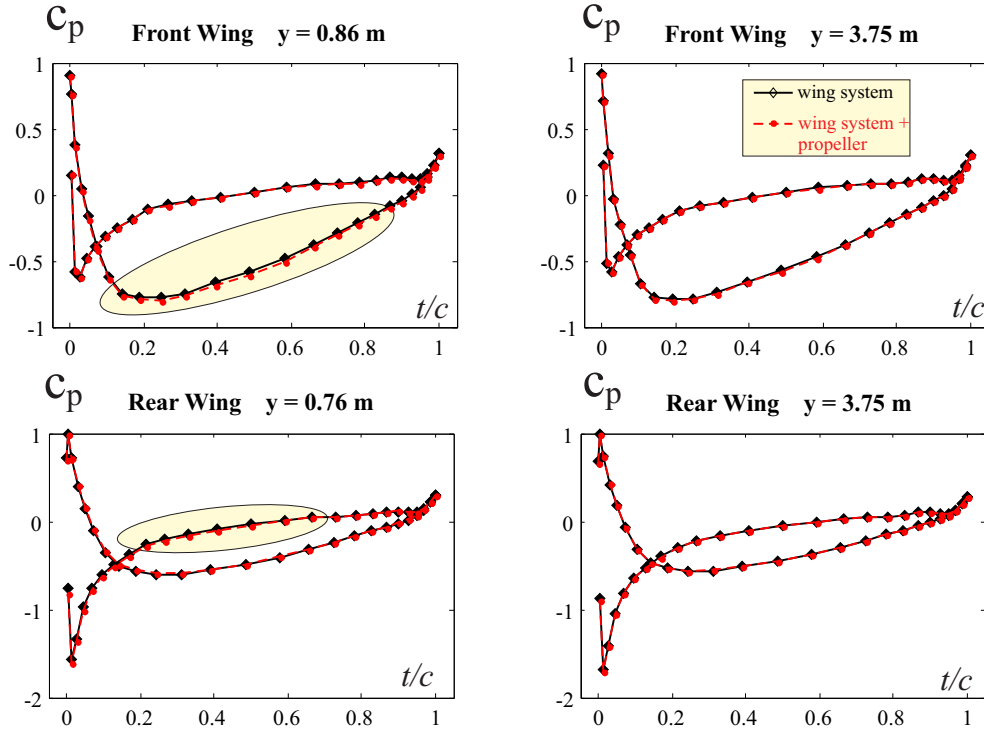 cp
Front Wing y = 0.86 m
1
0.5
0
-0.5
-1
0
0.2
0.4
0.6
0.8
1
t/c
cp
Front Wing y = 3.75 m
wing system
wing system +
propeller
1
0.5
0
-0.5
-1
0
0.2
0.4
0.6
0.8
1
t/c
cp
Rear Wing y = 0.76 m
1
0
-1
-2
0
0.2
0.4
0.6
0.8
1
t/c
cp
Rear Wing y = 3.75 m
1
0
-1
-2
0
0.2
0.4
0.6
0.8
1
t/c